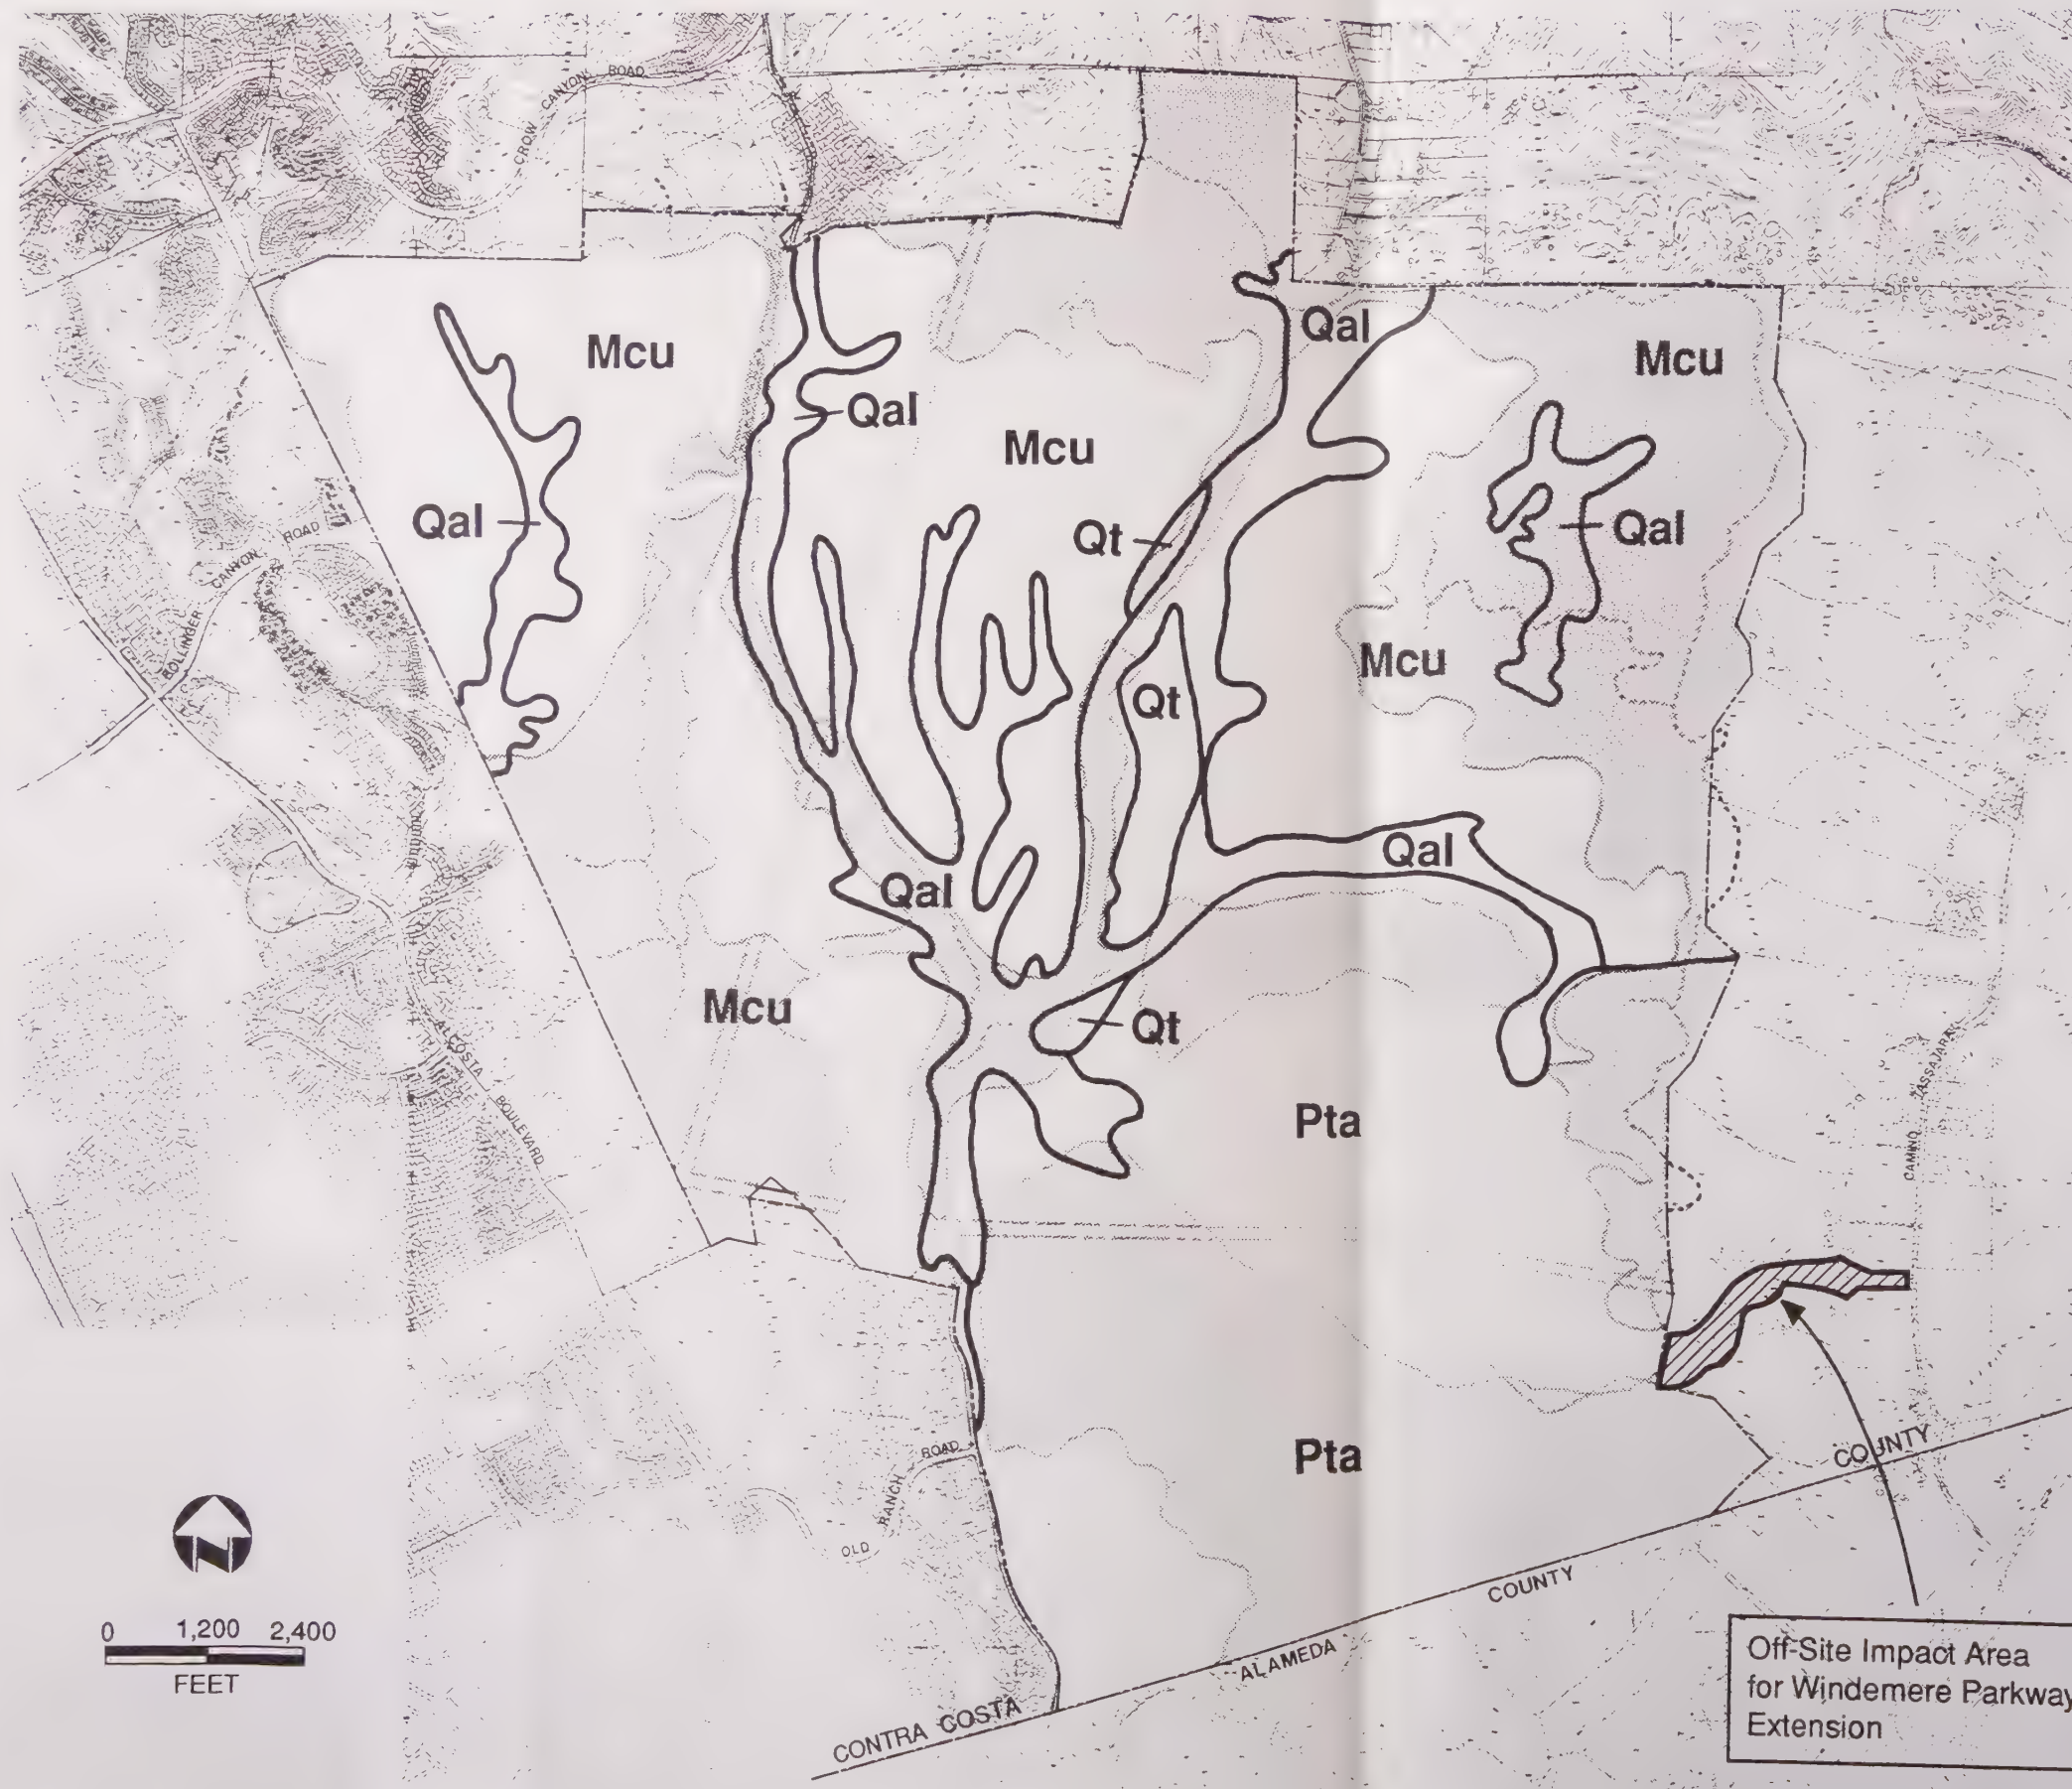 CROW CANYON ROAD
Qal
Mcu
Mcu
Qal
Mcu
Qal
Qt
Qal
BOLLINGER CANYON ROAD
Mcu
Qt
Qal
Qal
Mcu
Qt
ALCOSTA BOULEVARD
CAMINO TASSAJARA
Pta
Pta
OLD RANCH ROAD
COUNTY
COUNTY
ALAMEDA
CONTRA COSTA
N
0 1,200 2,400
FEET
Off-Site Impact Area
for Windemere Parkway
Extension